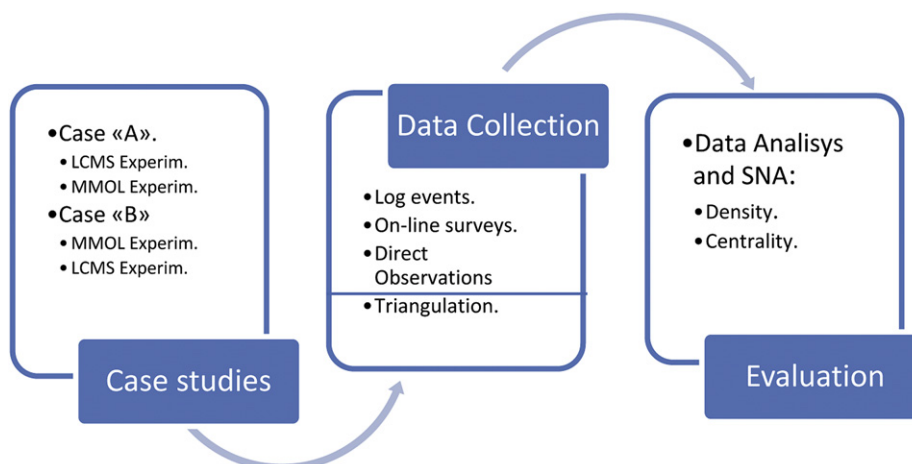 •Case «A».
•LCMS Experim.
•MMOL Experim.
•Case «B»
•MMOL Experim.
•LCMS Experim.
Case studies
Data Collection
•Log events.
•On-line surveys.
•Direct
Observations
•Triangulation.
•Data Analisys
and SNA:
•Density.
•Centrality.
Evaluation